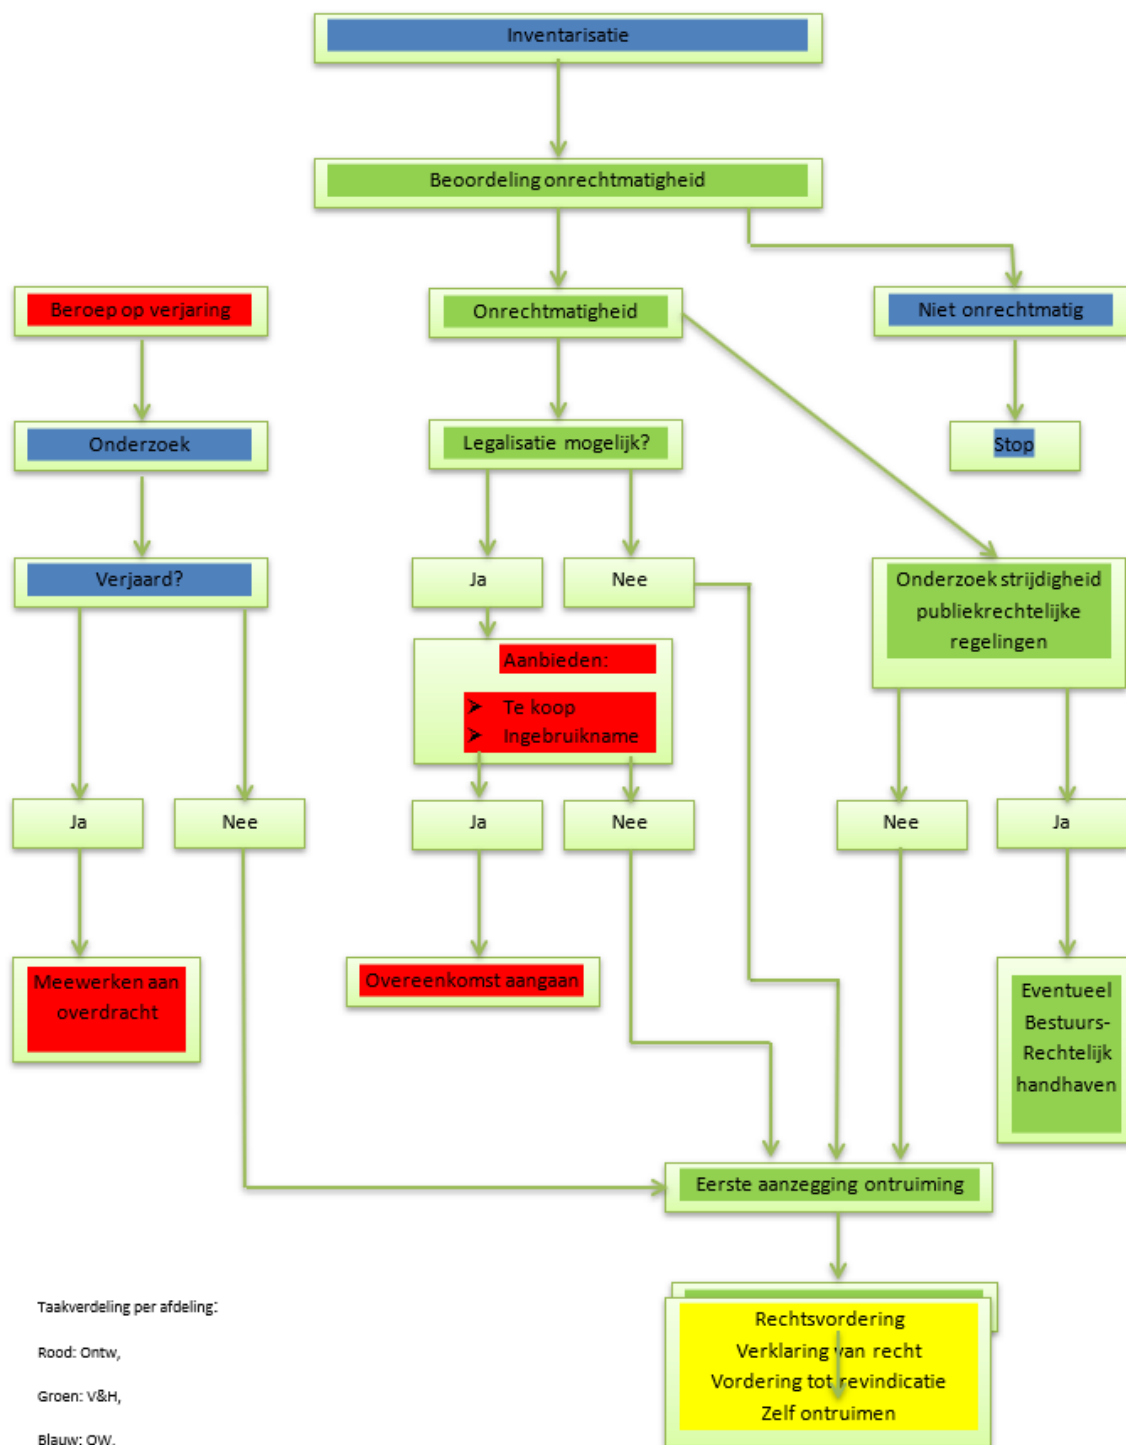 Inventarisatie
Beoordeling onrechtmatigheid
Beroep op verjaring
Onrechtmatigheid
Niet onrechtmatig
Onderzoek
Legalisatie mogelijk?
Stop
Verjaard?
Ja
Nee
Onderzoek strijdigheid
publiekrechtelijke
regelingen
Aanbieden:
➤ Te koop
➤ Ingebruikname
Ja
Nee
Ja
Nee
Nee
Ja
Meewerken aan
overdracht
Overeenkomst aangaan
Eventueel
Bestuurs-
Rechtelijk
handhaven
Eerste aanzegging ontruiming
Rechtsvordering
Verklaring van recht
Vordering tot revindicatie
Zelf ontruimen
Taakverdeling per afdeling:
Rood: Ontw,
Groen: V&H,
Blauw: OW,